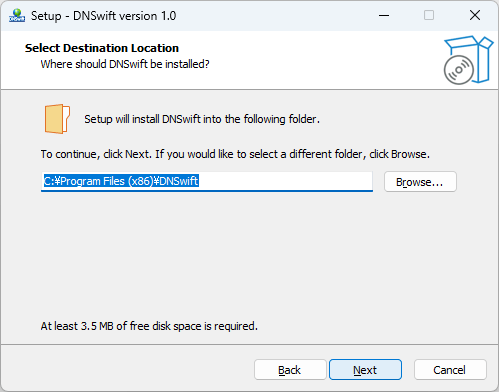 Setup - DNSwift version 1.0
Select Destination Location
Where should DNSwift be installed?
Setup will install DNSwift into the following folder.
To continue, click Next. If you would like to select a different folder, click Browse.
C:¥Program Files (x86)¥DNSwift
Browse...
At least 3.5 MB of free disk space is required.
Back
Next
Cancel